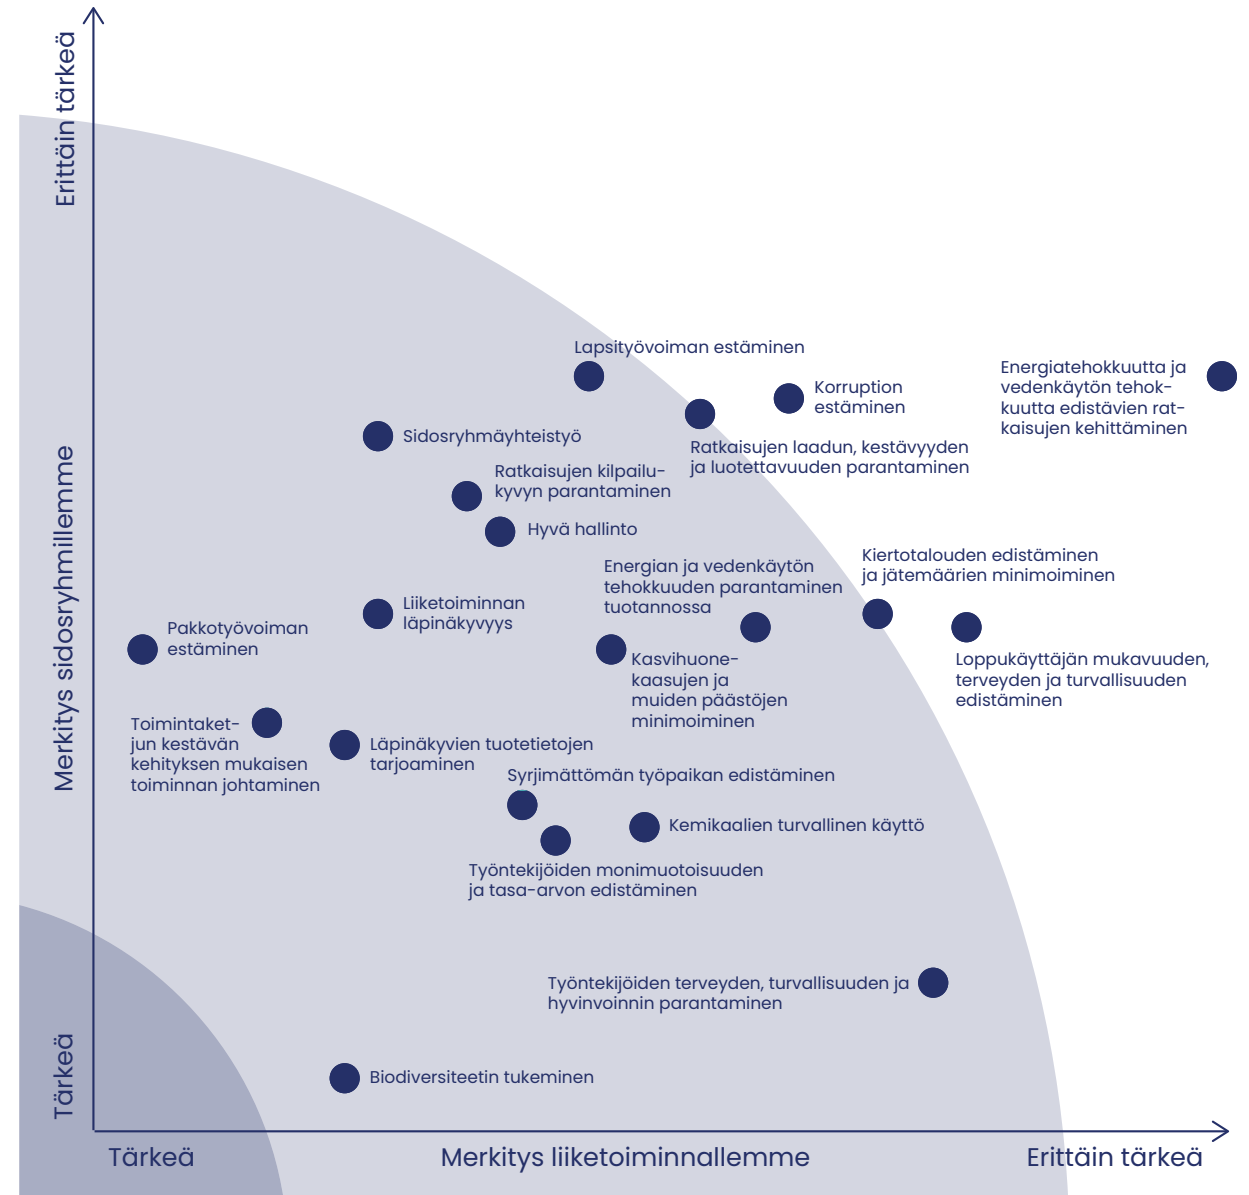 Erittäin tärkeä
Merkitys sidosryhmillemme
Tärkeä
Lapsityövoiman estäminen
Korruption
estäminen
Energiatehokkuutta ja
vedenkäytön tehok-
kuutta edistävien rat-
kaisujen kehittäminen
Sidosryhmäyhteistyö
Ratkaisujen laadun, kestävyyden
ja luotettavuuden parantaminen
Ratkaisujen kilpailu-
kyvyn parantaminen
Hyvä hallinto
Energian ja vedenkäytön
tehokkuuden parantaminen
tuotannossa
Kiertotalouden edistäminen
ja jätemäärien minimoiminen
Liiketoiminnan
läpinäkyvyys
Pakkotyövoiman
estäminen
Kasvihuone-
kaasujen ja
muiden päästöjen
minimoiminen
Loppukäyttäjän mukavuuden,
terveyden ja turvallisuuden
edistäminen
Toimintaket-
jun kestävän
kehityksen mukaisen
toiminnan johtaminen
Läpinäkyvien tuotetietojen
tarjoaminen
Syrjimättömän työpaikan edistäminen
Kemikaalien turvallinen käyttö
Työntekijöiden monimuotoisuuden
ja tasa-arvon edistäminen
Työntekijöiden terveyden, turvallisuuden ja
hyvinvoinnin parantaminen
Biodiversiteetin tukeminen
Tärkeä
Merkitys liiketoiminnallemme
Erittäin tärkeä